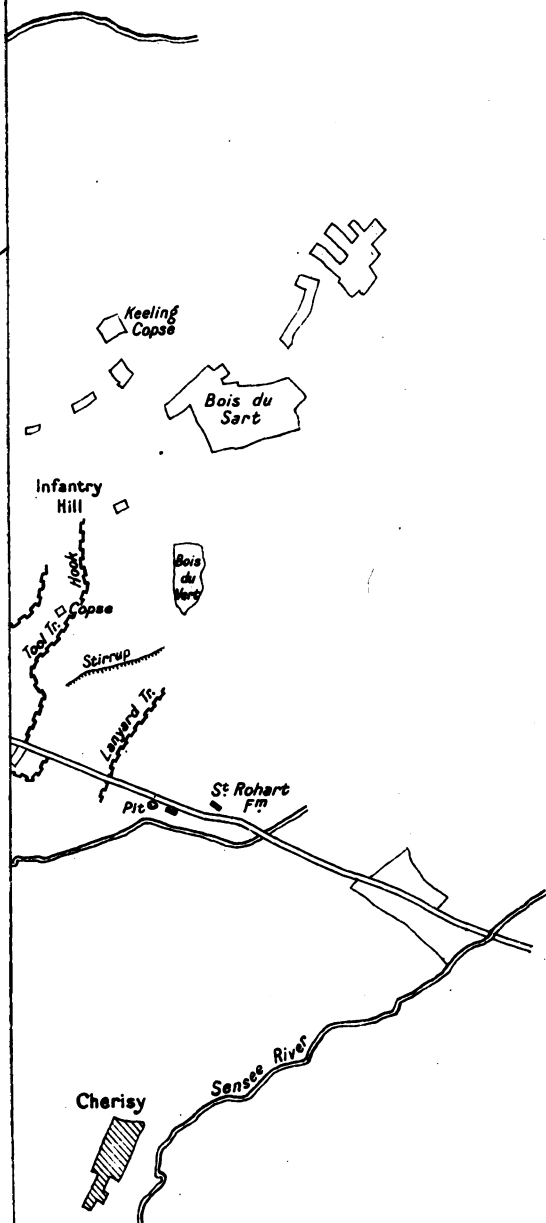 Keeling
Copse
Bois du
Sart
Infantry
Hill
Hook
Bois
du
Vert
Copse
Tool Tr.
Stirrup
Lanyard Tr.
St Rohart
Fm
Pit
Sensee River
Cherisy